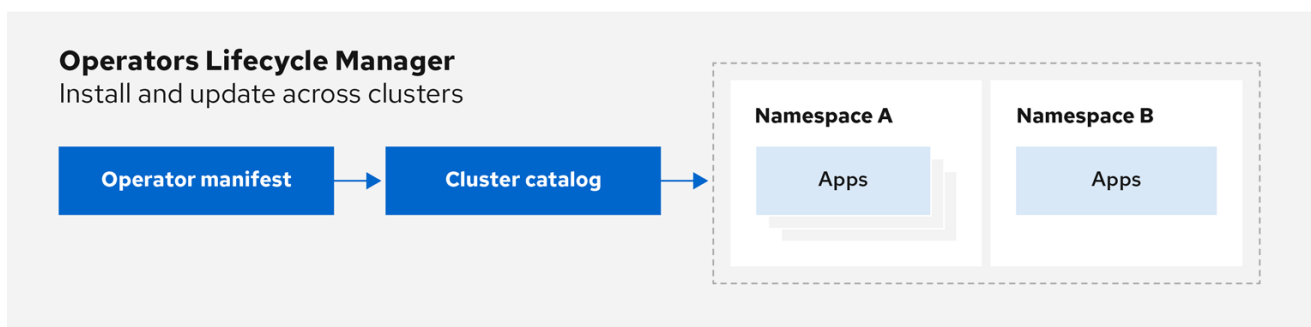 Operators Lifecycle Manager
Install and update across clusters
Operator manifest
Cluster catalog
Namespace A
Apps
Namespace B
Apps